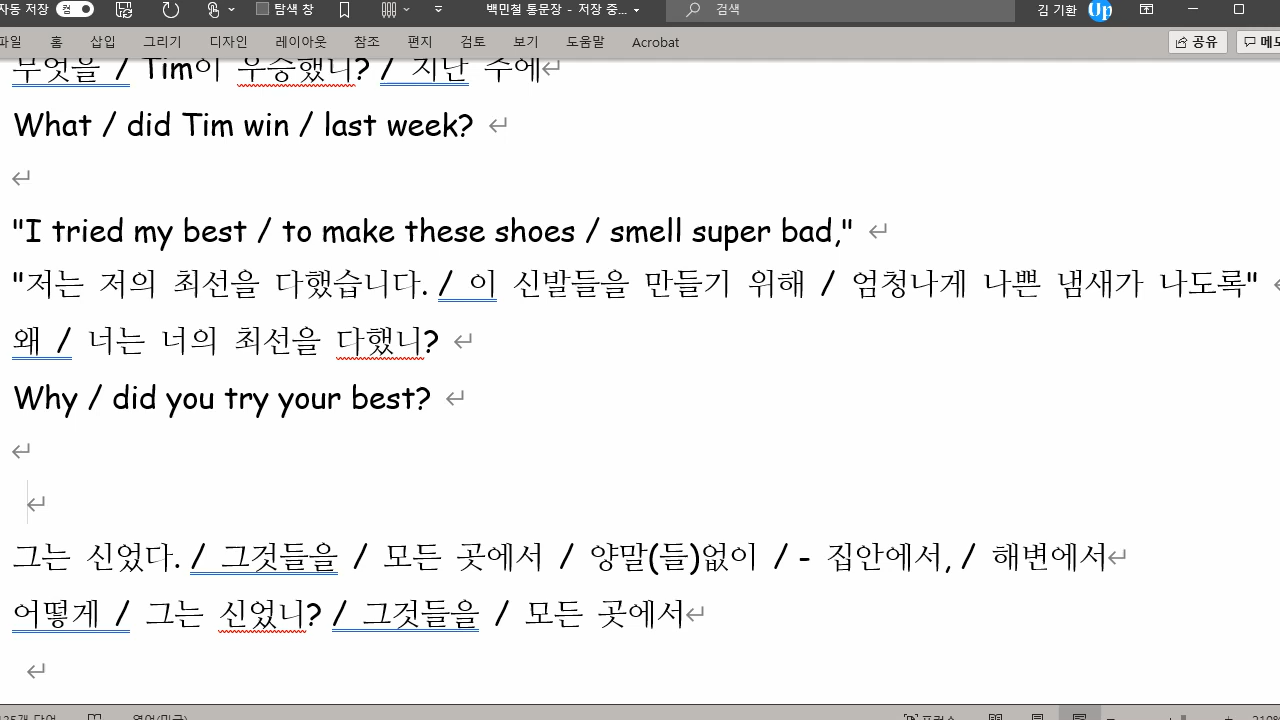 자동 저장 컴 탐색 창 백민철 통문장 - 저장 중... 검색 김 기환 Up
파일 홈 삽입 그리기 디자인 레이아웃 참조 편지 검토 보기 도움말 Acrobat 공유 메모
무엇을 / Tim이 우승했니? / 지난 주에
What / did Tim win / last week?
"I tried my best / to make these shoes / smell super bad,"
"저는 저의 최선을 다했습니다. / 이 신발들을 만들기 위해 / 엄청나게 나쁜 냄새가 나도록"
왜 / 너는 너의 최선을 다했니?
Why / did you try your best?
그는 신었다. / 그것들을 / 모든 곳에서 / 양말(들)없이 / - 집안에서, / 해변에서
어떻게 / 그는 신었니? / 그것들을 / 모든 곳에서